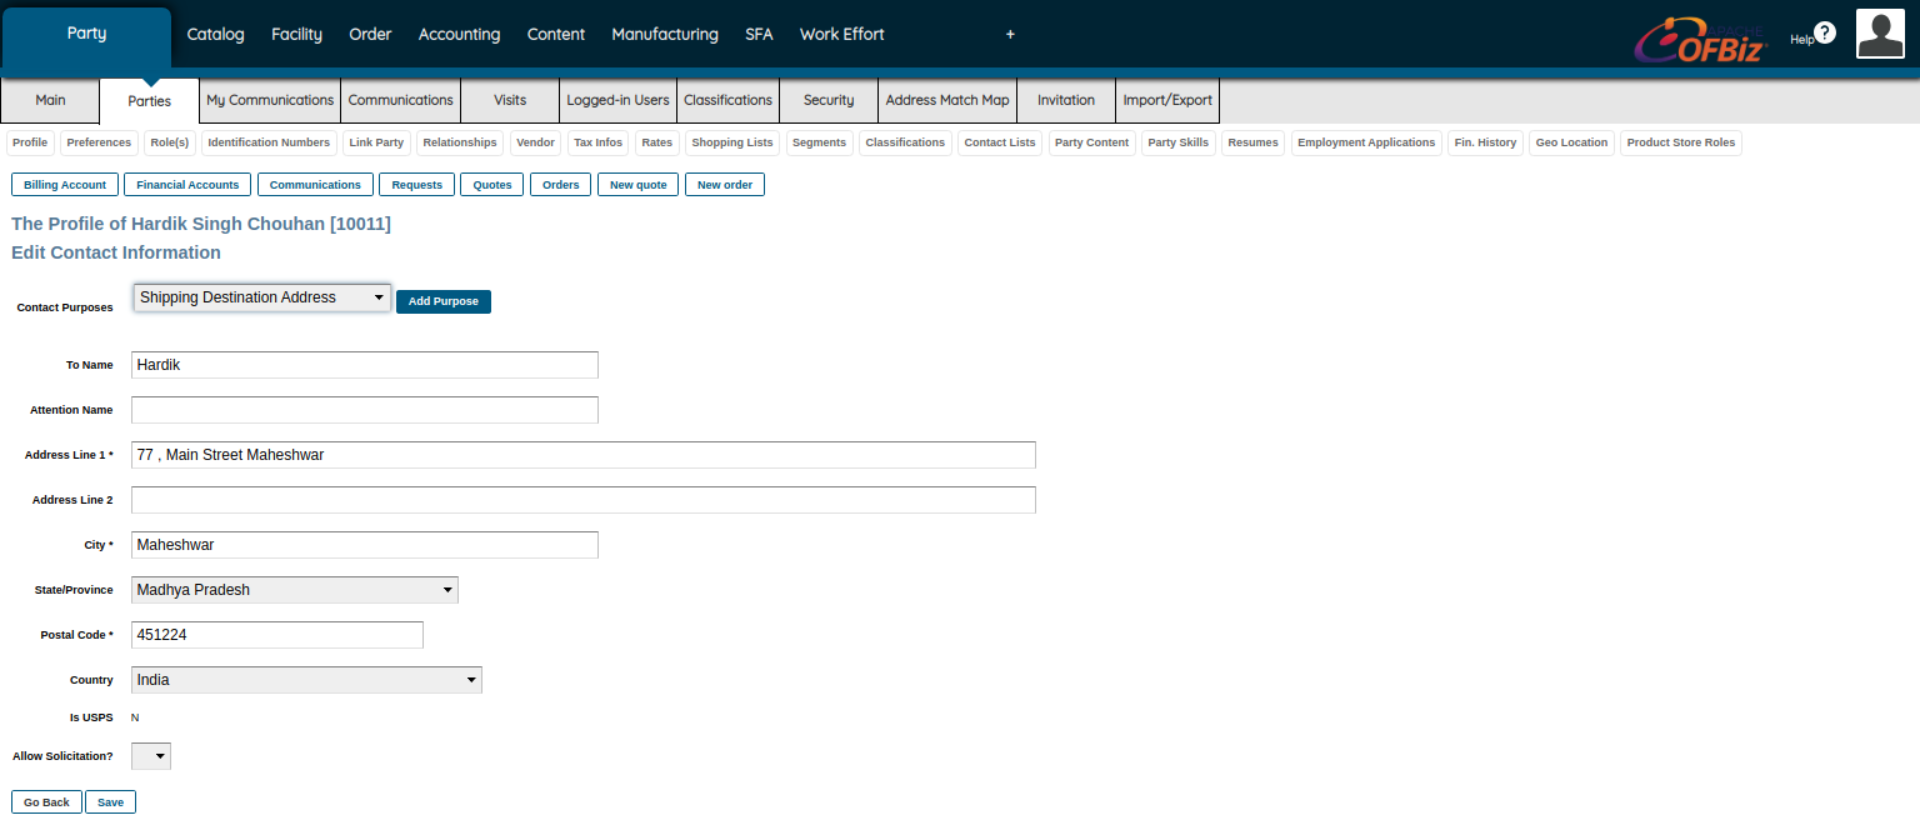 Party Catalog Facility Order Accounting Content Manufacturing SFA Work Effort + APACHE OFBiz Help ?
Main Parties My Communications Communications Visits Logged-in Users Classifications Security Address Match Map Invitation Import/Export
Profile Preferences Role(s) Identification Numbers Link Party Relationships Vendor Tax Infos Rates Shopping Lists Segments Classifications Contact Lists Party Content Party Skills Resumes Employment Applications Fin. History Geo Location Product Store Roles
Billing Account Financial Accounts Communications Requests Quotes Orders New quote New order
The Profile of Hardik Singh Chouhan [10011]
Edit Contact Information
Contact Purposes Shipping Destination Address Add Purpose
To Name Hardik
Attention Name
Address Line 1 * 77 , Main Street Maheshwar
Address Line 2
City * Maheshwar
State/Province Madhya Pradesh
Postal Code * 451224
Country India
Is USPS N
Allow Solicitation?
Go Back Save